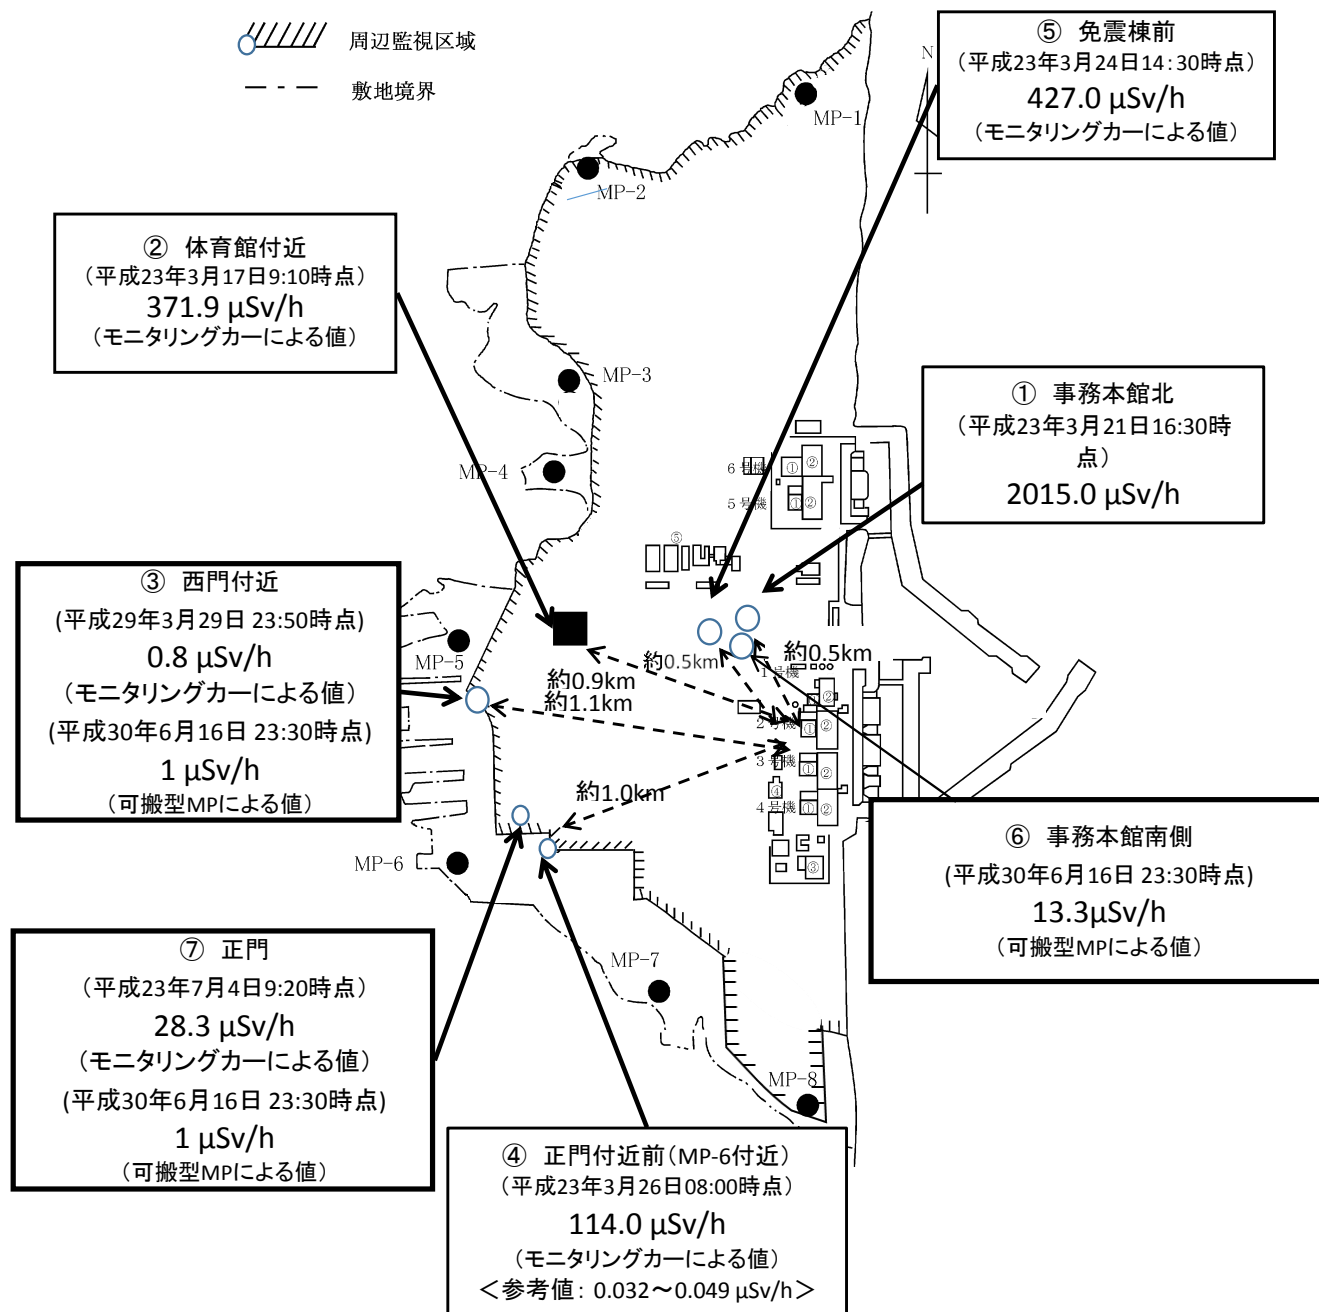 周辺監視区域
敷地境界
⑤ 免震棟前
（平成23年3月24日14：30時点）
427.0 μSv/h
（モニタリングカーによる値）
N
MP-1
MP-2
② 体育館付近
（平成23年3月17日9:10時点）
371.9 μSv/h
（モニタリングカーによる値）
MP-3
MP-4
① 事務本館北
（平成23年3月21日16:30時
点）
2015.0 μSv/h
6号機
①
②
5号機
①
②
⑤
③ 西門付近
(平成29年3月29日 23:50時点)
0.8 μSv/h
（モニタリングカーによる値）
(平成30年6月16日 23:30時点)
1 μSv/h
（可搬型MPによる値）
MP-5
約0.5km
約0.5km
約0.9km
約1.1km
1号機
②
2号機
①
②
3号機
①
②
約1.0km
④
4号機
①
②
③
MP-6
⑥ 事務本館南側
(平成30年6月16日 23:30時点)
13.3μSv/h
（可搬型MPによる値）
⑦ 正門
（平成23年7月4日9:20時点）
28.3 μSv/h
（モニタリングカーによる値）
(平成30年6月16日 23:30時点)
1 μSv/h
（可搬型MPによる値）
MP-7
MP-8
④ 正門付近前（MP-6付近）
（平成23年3月26日08:00時点）
114.0 μSv/h
（モニタリングカーによる値）
＜参考値： 0.032～0.049 μSv/h＞